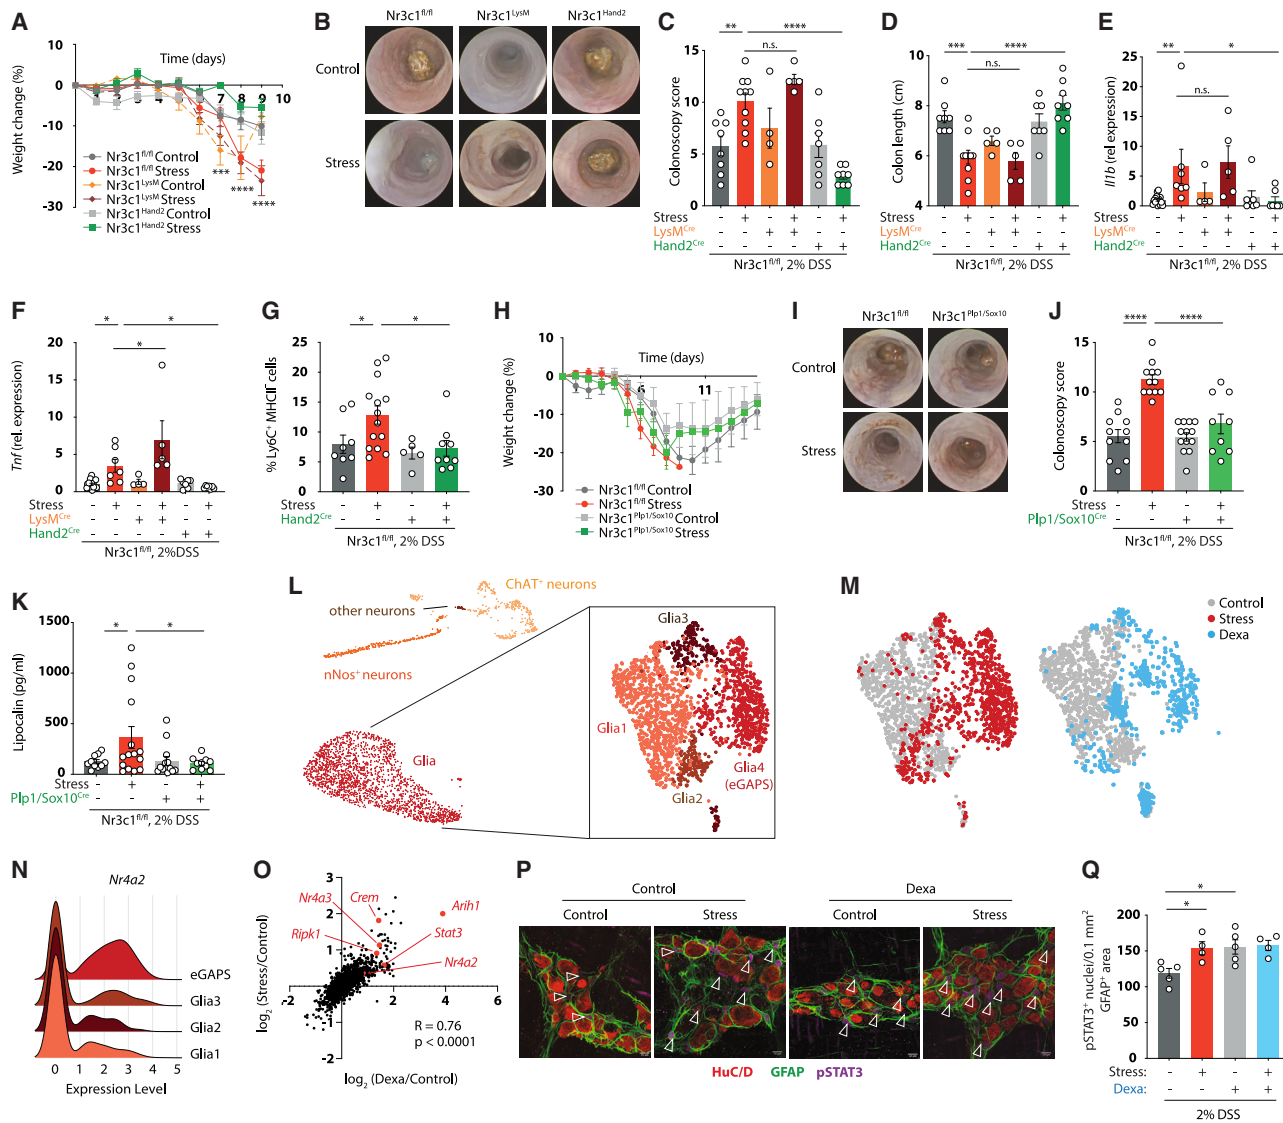 A
Time (days)
Weight change (%)
10
0
-10
-20
-30
1
2
3
4
5
6
7
8
9
10
***
****
****
Nr3c1fl/fl Control
Nr3c1fl/fl Stress
Nr3c1LysM Control
Nr3c1LysM Stress
Nr3c1Hand2 Control
Nr3c1Hand2 Stress
B
Nr3c1fl/fl Nr3c1LysM Nr3c1Hand2
Control
Stress
C
** ****
n.s.
Colonoscopy score
15
10
5
0
Stress - + - + - +
LysMCre - - + + - -
Hand2Cre - - - - + +
Nr3c1fl/fl, 2% DSS
D
*** ****
n.s.
Colon length (cm)
10
8
6
4
Stress - + - + - +
LysMCre - - + + - -
Hand2Cre - - - - + +
Nr3c1fl/fl, 2% DSS
E
** *
n.s.
Il1b (rel expression)
25
20
15
10
5
0
Stress - + - + - +
LysMCre - - + + - -
Hand2Cre - - - - + +
Nr3c1fl/fl, 2% DSS
F
* *
*
Tnf (rel. expression)
20
15
10
5
0
Stress - + - + - +
LysMCre - - + + - -
Hand2Cre - - - - + +
Nr3c1fl/fl, 2%DSS
G
* *
% Ly6C+ MHCII- cells
25
20
15
10
5
0
Stress - + - +
Hand2Cre - - + +
Nr3c1fl/fl, 2% DSS
H
Time (days)
Weight change (%)
10
0
-10
-20
-30
6
11
Nr3c1fl/fl Control
Nr3c1fl/fl Stress
Nr3c1Plp1/Sox10 Control
Nr3c1Plp1/Sox10 Stress
I
Nr3c1fl/fl Nr3c1Plp1/Sox10
Control
Stress
J
**** ****
Colonoscopy score
15
10
5
0
Stress - + - +
Plp1/Sox10Cre - - + +
Nr3c1fl/fl, 2% DSS
K
* *
Lipocalin (pg/ml)
1500
1000
500
0
Stress - + - +
Plp1/Sox10Cre - - + +
Nr3c1fl/fl, 2% DSS
L
ChAT+ neurons
other neurons
nNos+ neurons
Glia
Glia3
Glia1
Glia4
(eGAPS)
Glia2
M
Control
Stress
Dexa
N
Nr4a2
eGAPS
Glia3
Glia2
Glia1
0 1 2 3 4 5
Expression Level
O
log2 (Stress/Control)
3
2
1
-1
-2
-2
2
4
Nr4a3
Crem
Arih1
Ripk1
Stat3
Nr4a2
R = 0.76
p < 0.0001
log2 (Dexa/Control)
P
Control Dexa
Control Stress Control Stress
HuC/D GFAP pSTAT3
Q
*
*
pSTAT3+ nuclei/0.1 mm2
GFAP+ area
200
150
100
50
0
Stress: - + - +
Dexa: - - + +
2% DSS